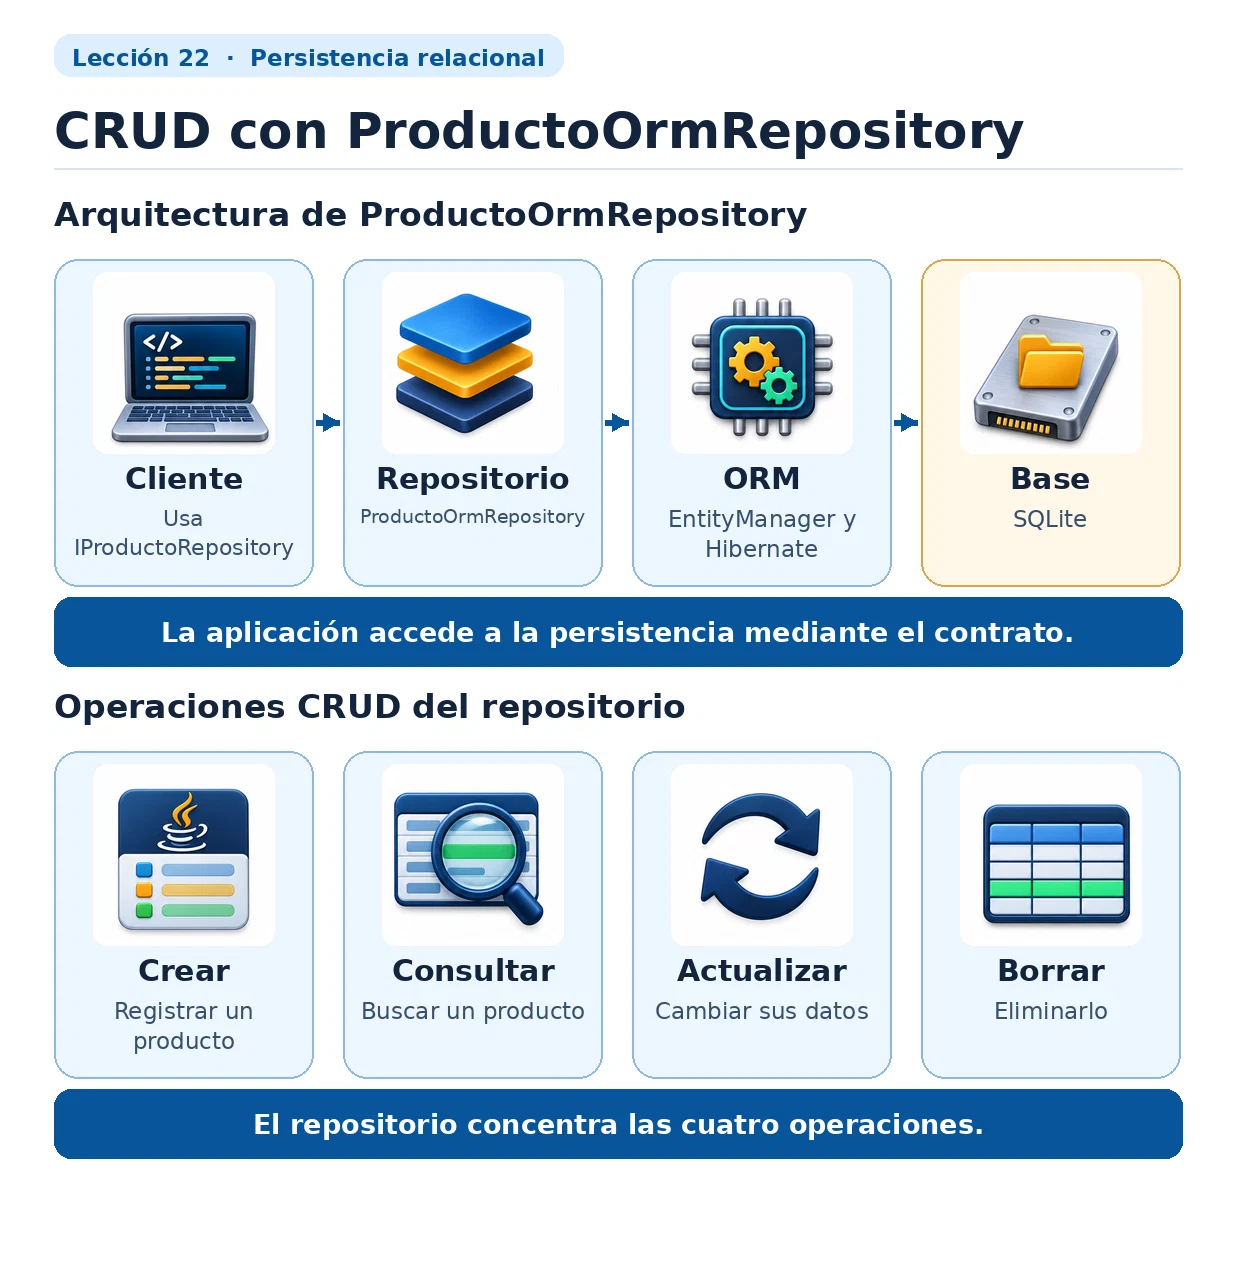 Lección 22 · Persistencia relacional
CRUD con ProductoOrmRepository
Arquitectura de ProductoOrmRepository
</>
Cliente
Usa
IProductoRepository
Repositorio
ProductoOrmRepository
ORM
EntityManager y
Hibernate
Base
SQLite
La aplicación accede a la persistencia mediante el contrato.
Operaciones CRUD del repositorio
Crear
Registrar un
producto
Consultar
Buscar un producto
Actualizar
Cambiar sus datos
Borrar
Eliminarlo
El repositorio concentra las cuatro operaciones.